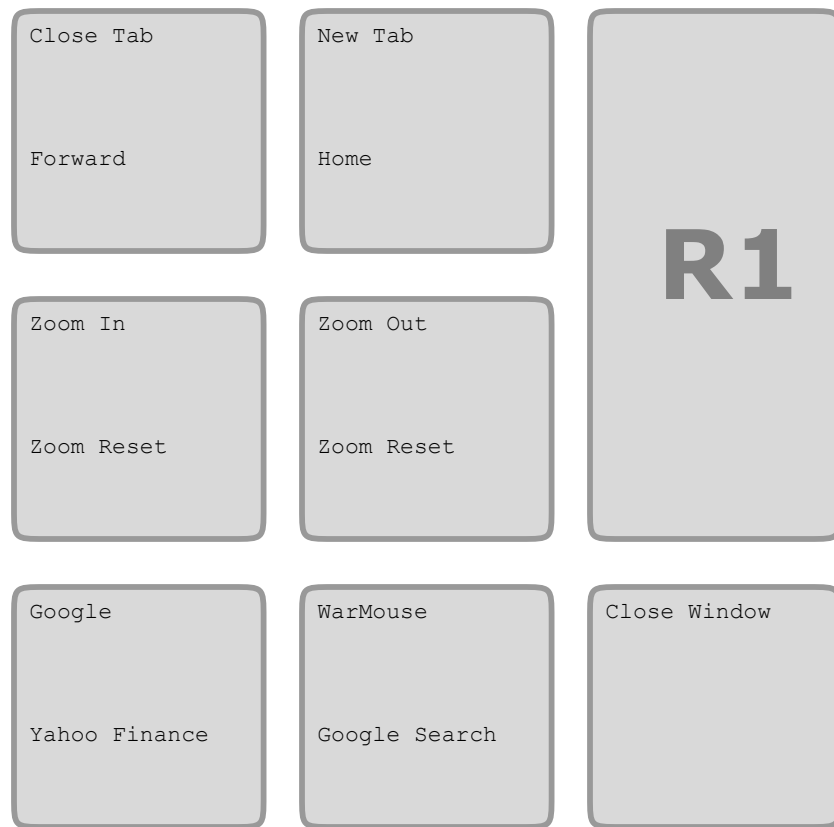 Close Tab
Forward
New Tab
Home
R1
Zoom In
Zoom Reset
Zoom Out
Zoom Reset
Google
Yahoo Finance
WarMouse
Google Search
Close Window